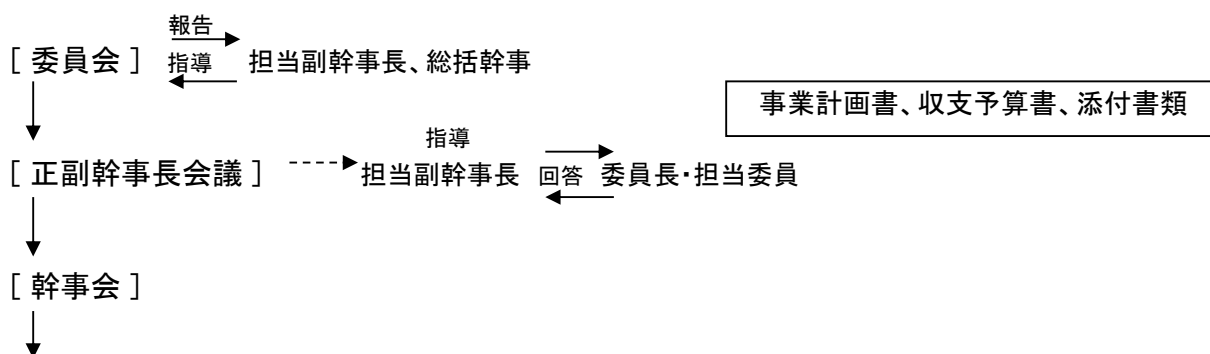 報告
[ 委員会 ] 指導 担当副幹事長、総括幹事
事業計画書、収支予算書、添付書類
指導
[ 正副幹事長会議 ] 担当副幹事長 回答 委員長・担当委員
[ 幹事会 ]